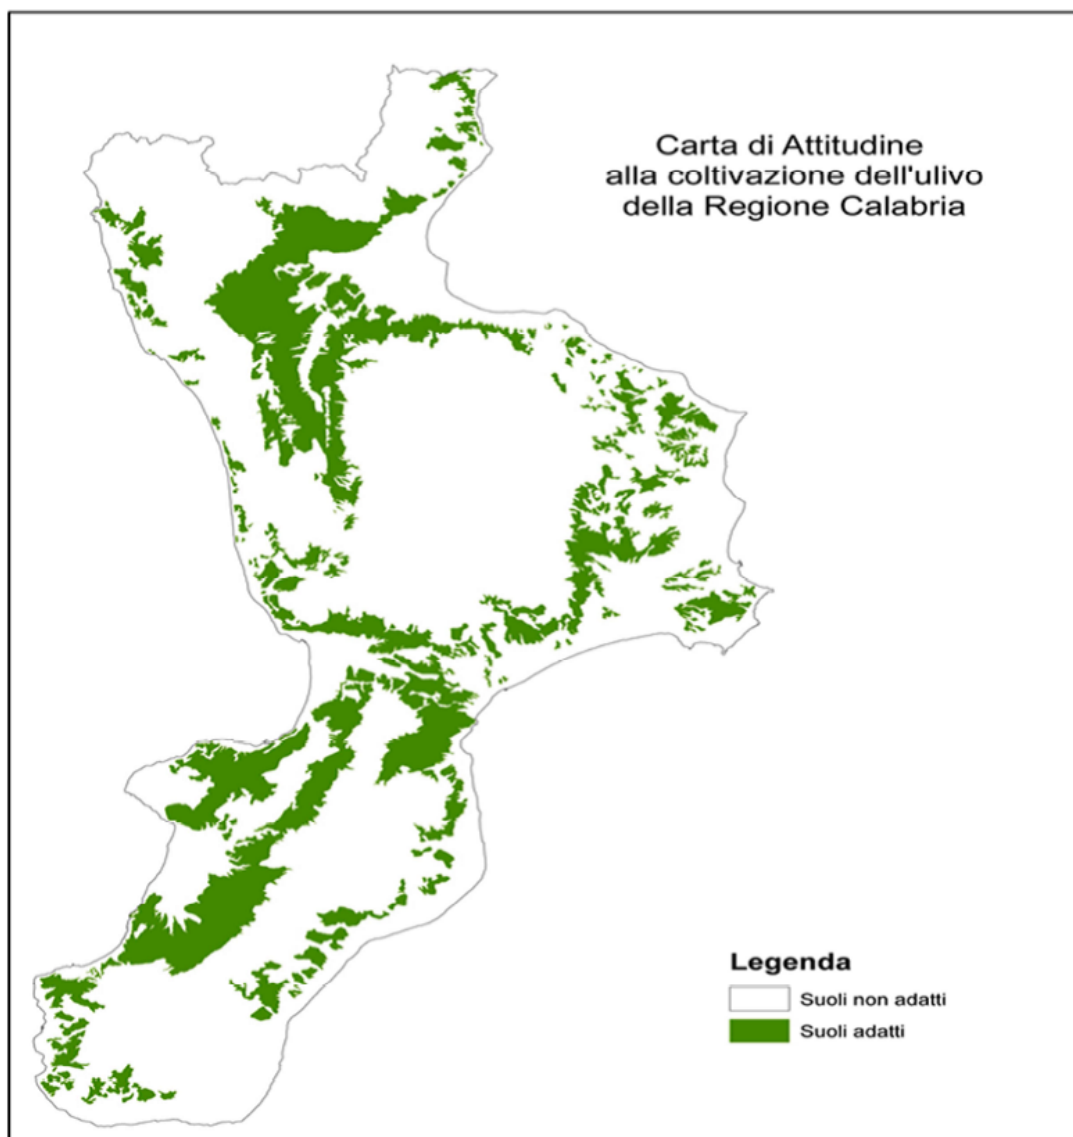 Carta di Attitudine
alla coltivazione dell'ulivo
della Regione Calabria
Legenda
Suoli non adatti
Suoli adatti